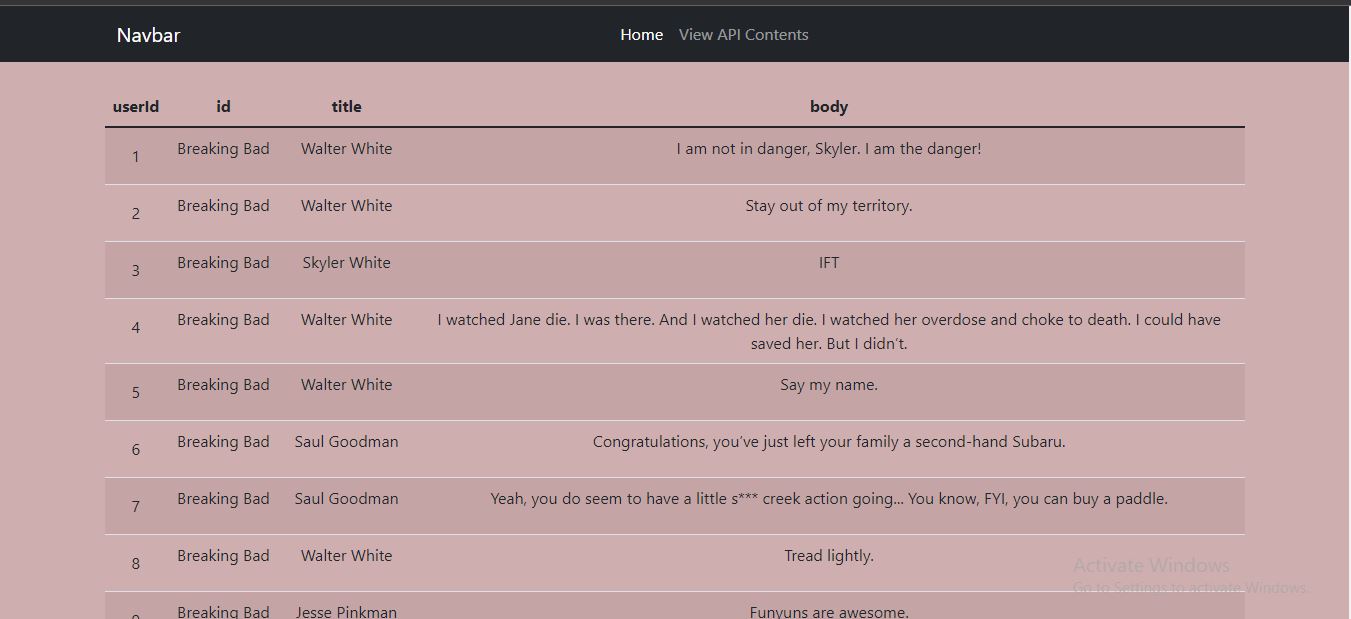 Navbar Home View API Contents
userId id title body
1 Breaking Bad Walter White I am not in danger, Skyler. I am the danger!
2 Breaking Bad Walter White Stay out of my territory.
3 Breaking Bad Skyler White IFT
4 Breaking Bad Walter White I watched Jane die. I was there. And I watched her die. I watched her overdose and choke to death. I could have
saved her. But I didn’t.
5 Breaking Bad Walter White Say my name.
6 Breaking Bad Saul Goodman Congratulations, you’ve just left your family a second-hand Subaru.
7 Breaking Bad Saul Goodman Yeah, you do seem to have a little s*** creek action going… You know, FYI, you can buy a paddle.
8 Breaking Bad Walter White Tread lightly.
Activate Windows
Go to Settings to activate Windows.
Breaking Bad Jesse Pinkman Funyuns are awesome.